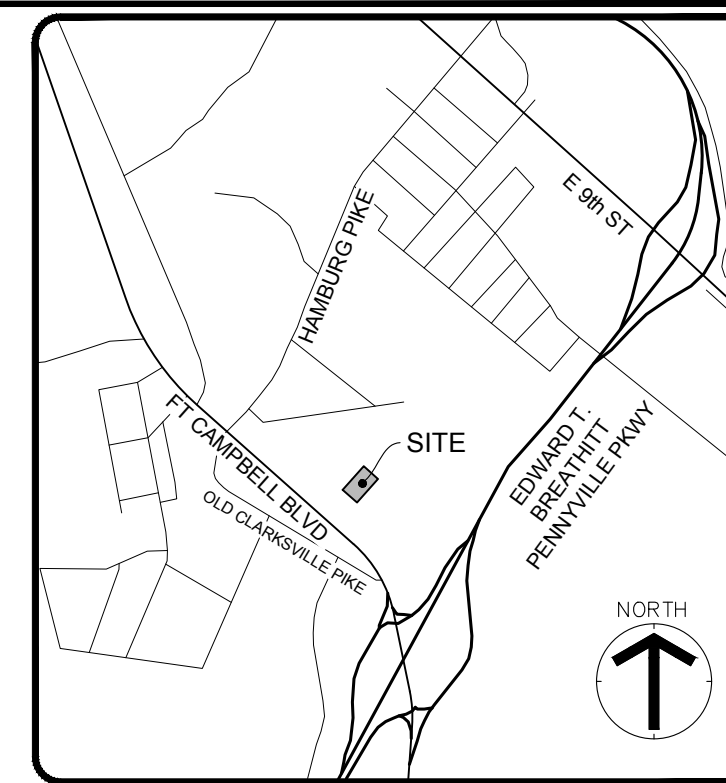 E 9th ST
HAMBURG PIKE
FT CAMPBELL BLVD
SITE
OLD CLARKSVILLE PIKE
EDWARD T.
BREATHITT
PENNYVILLE PKWY
NORTH